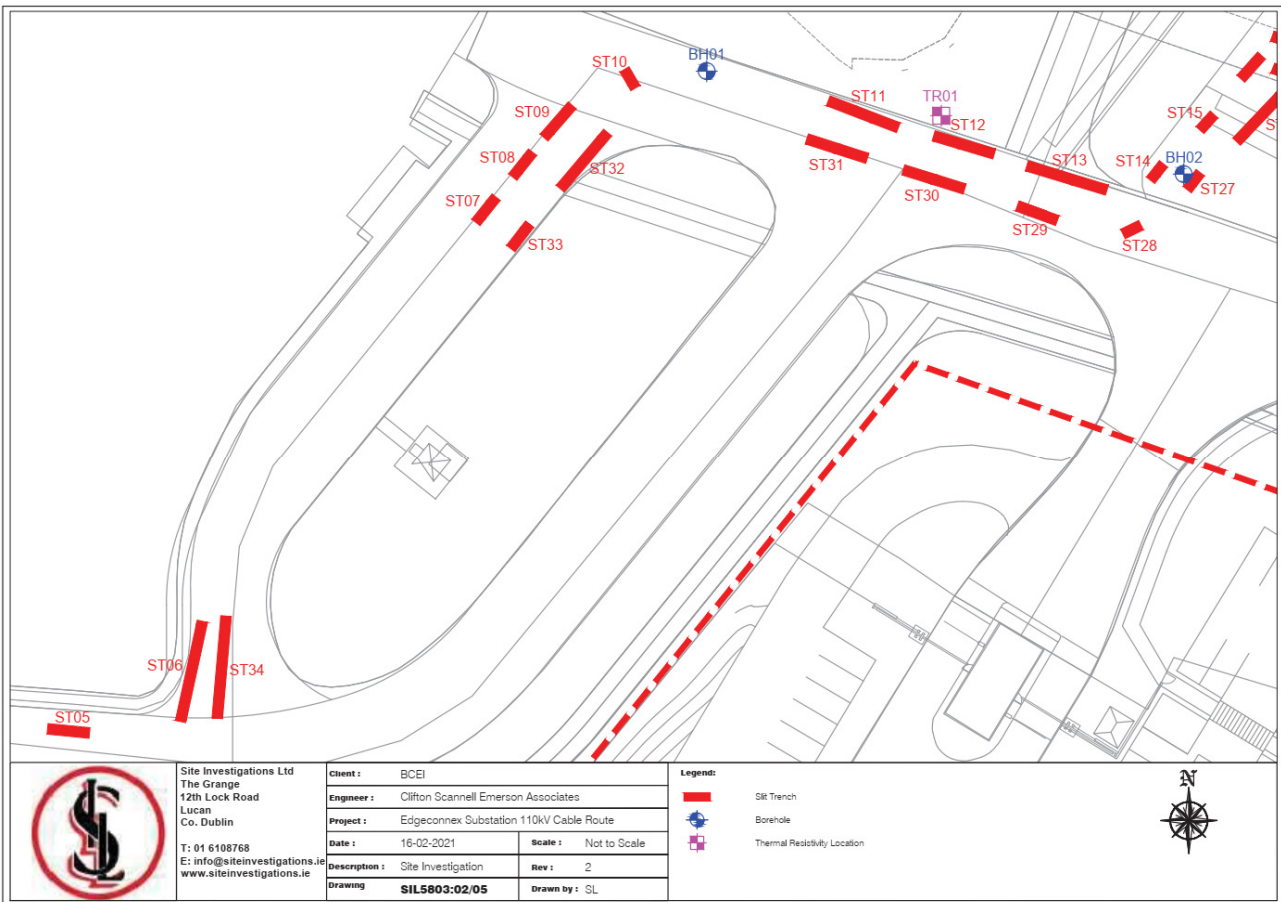 BH01
ST10
ST11
TR01
ST09
ST12
ST15
ST
ST08
ST32
ST31
ST13
ST14
BH02
ST30
ST27
ST07
ST29
ST28
ST33
ST06
ST34
ST05
Site Investigations Ltd
The Grange
12th Lock Road
Lucan
Co. Dublin
T: 01 6108768
E: info@siteinvestigations.ie
www.siteinvestigations.ie
Client : BCEI
Engineer : Clifton Scannell Emerson Associates
Project : Edgeconnex Substation 110kV Cable Route
Date : 16-02-2021 Scale : Not to Scale
Description : Site Investigation Rev : 2
Drawing SIL5803:02/05 Drawn by : SL
Legend:
Slit Trench
Borehole
Thermal Resistivity Location
N